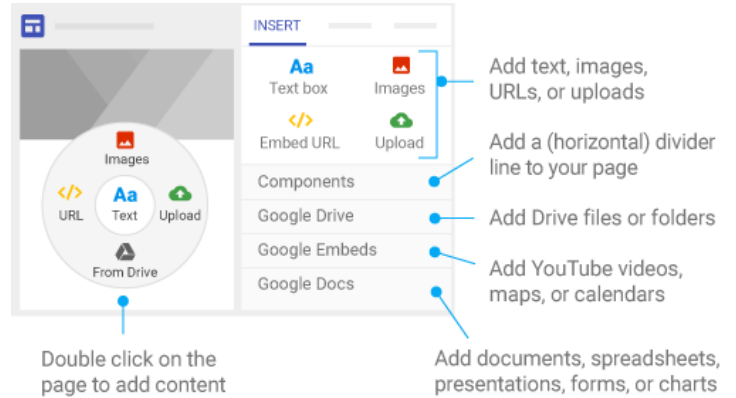 INSERT
Aa
Text box
Images
</>
Embed URL
Upload
Components
Google Drive
Google Embeds
Google Docs
Images
</>
URL
Aa
Text
Upload
From Drive
Add text, images,
URLs, or uploads
Add a (horizontal) divider
line to your page
Add Drive files or folders
Add YouTube videos,
maps, or calendars
Add documents, spreadsheets,
presentations, forms, or charts
Double click on the
page to add content